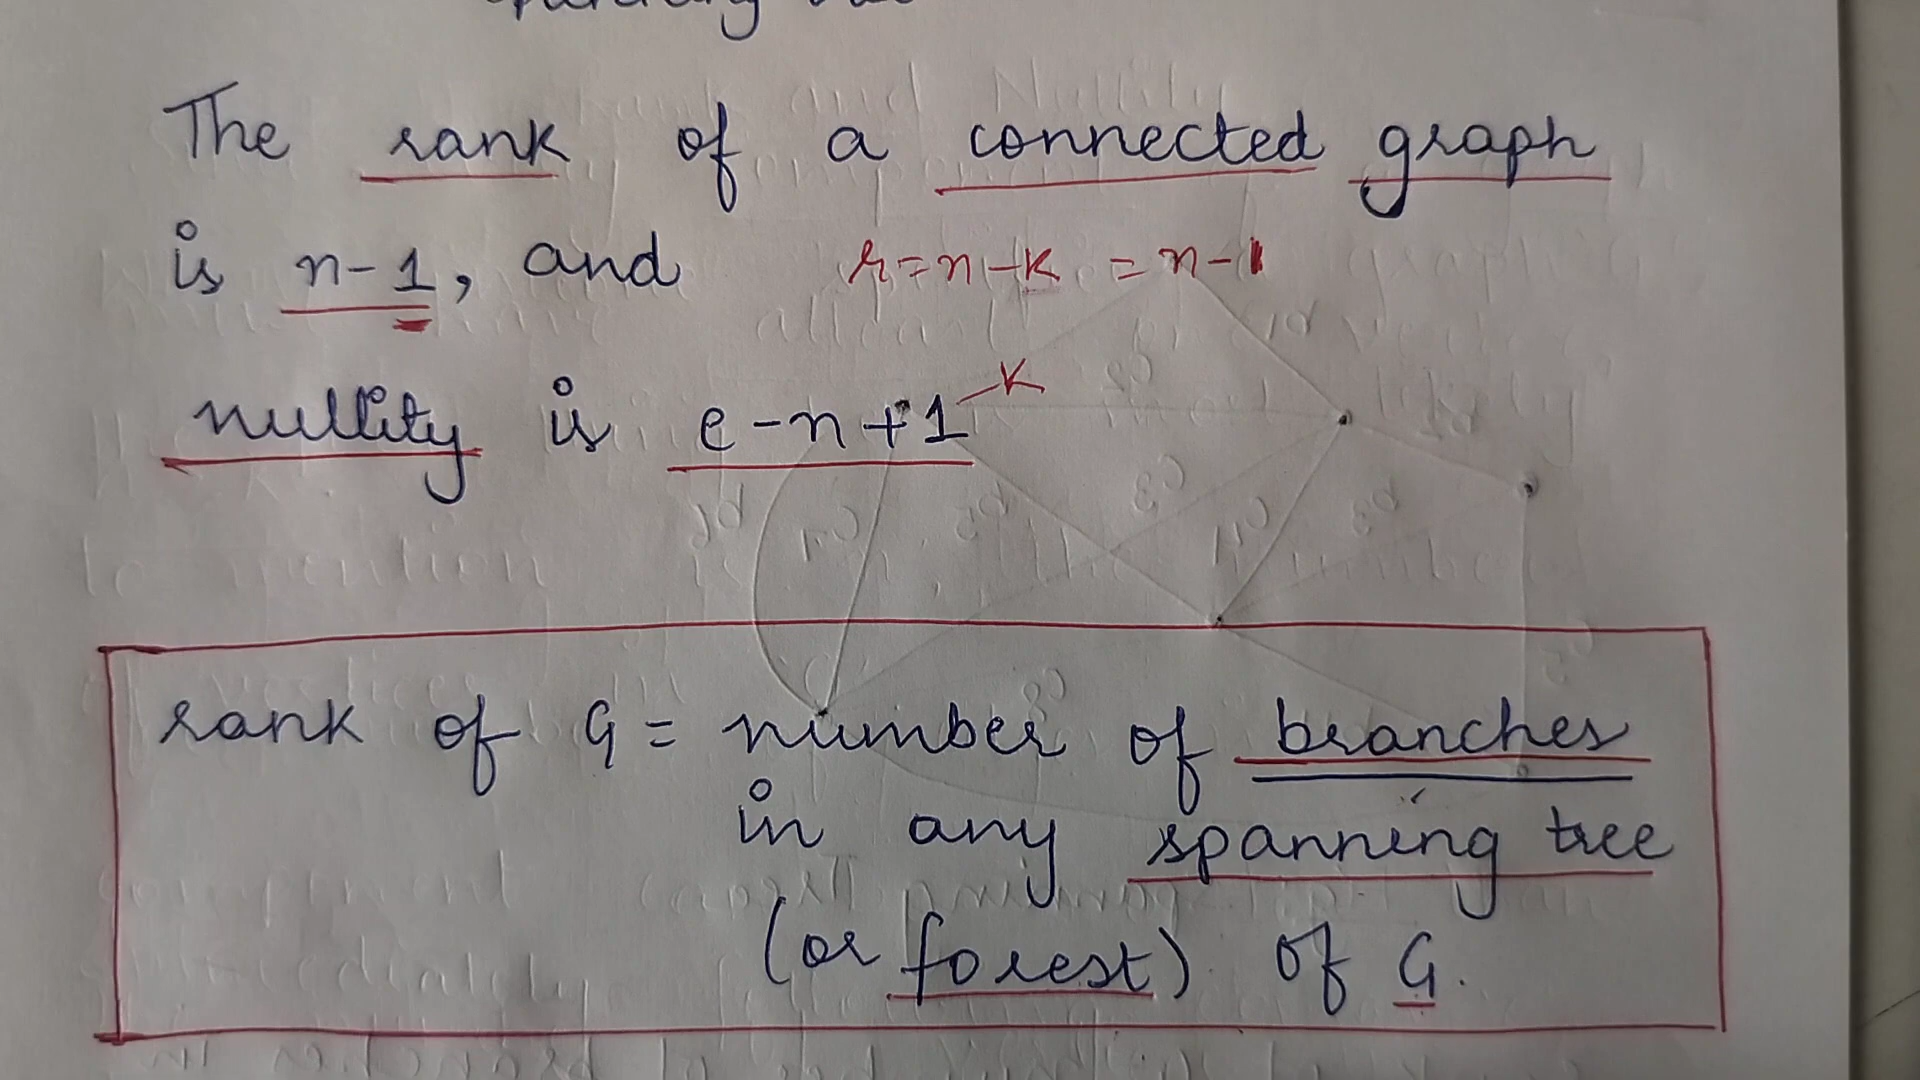 The rank of a connected graph
is n-1, and r=n-k = n-1
nullity is e-n+1 k
rank of G = number of branches
in any spanning tree
(or forest) of G.